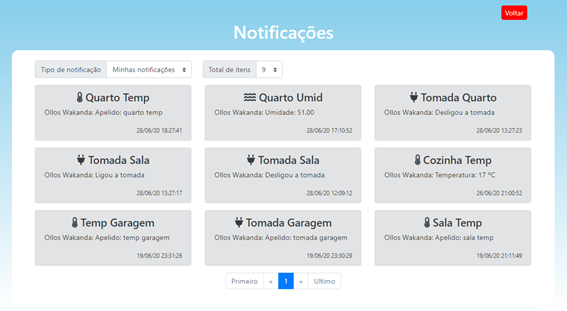 Voltar
Notificações
Tipo de notificação Minhas notificações Total de itens 9
Quarto Temp
Ollos Wakanda: Apelido: quarto temp
28/06/20 18:27:41
Quarto Umid
Ollos Wakanda: Umidade: 51.00
28/06/20 17:10:52
Tomada Quarto
Ollos Wakanda: Desligou a tomada
28/06/20 13:27:23
Tomada Sala
Ollos Wakanda: Ligou a tomada
28/06/20 13:27:17
Tomada Sala
Ollos Wakanda: Desligou a tomada
28/06/20 12:09:12
Cozinha Temp
Ollos Wakanda: Temperatura: 17 ºC
26/06/20 21:00:52
Temp Garagem
Ollos Wakanda: Apelido: temp garagem
19/06/20 23:31:26
Tomada Garagem
Ollos Wakanda: Apelido: tomada garagem
19/06/20 23:30:29
Sala Temp
Ollos Wakanda: Apelido: sala temp
19/06/20 21:11:49
Primeiro « 1 » Ultimo